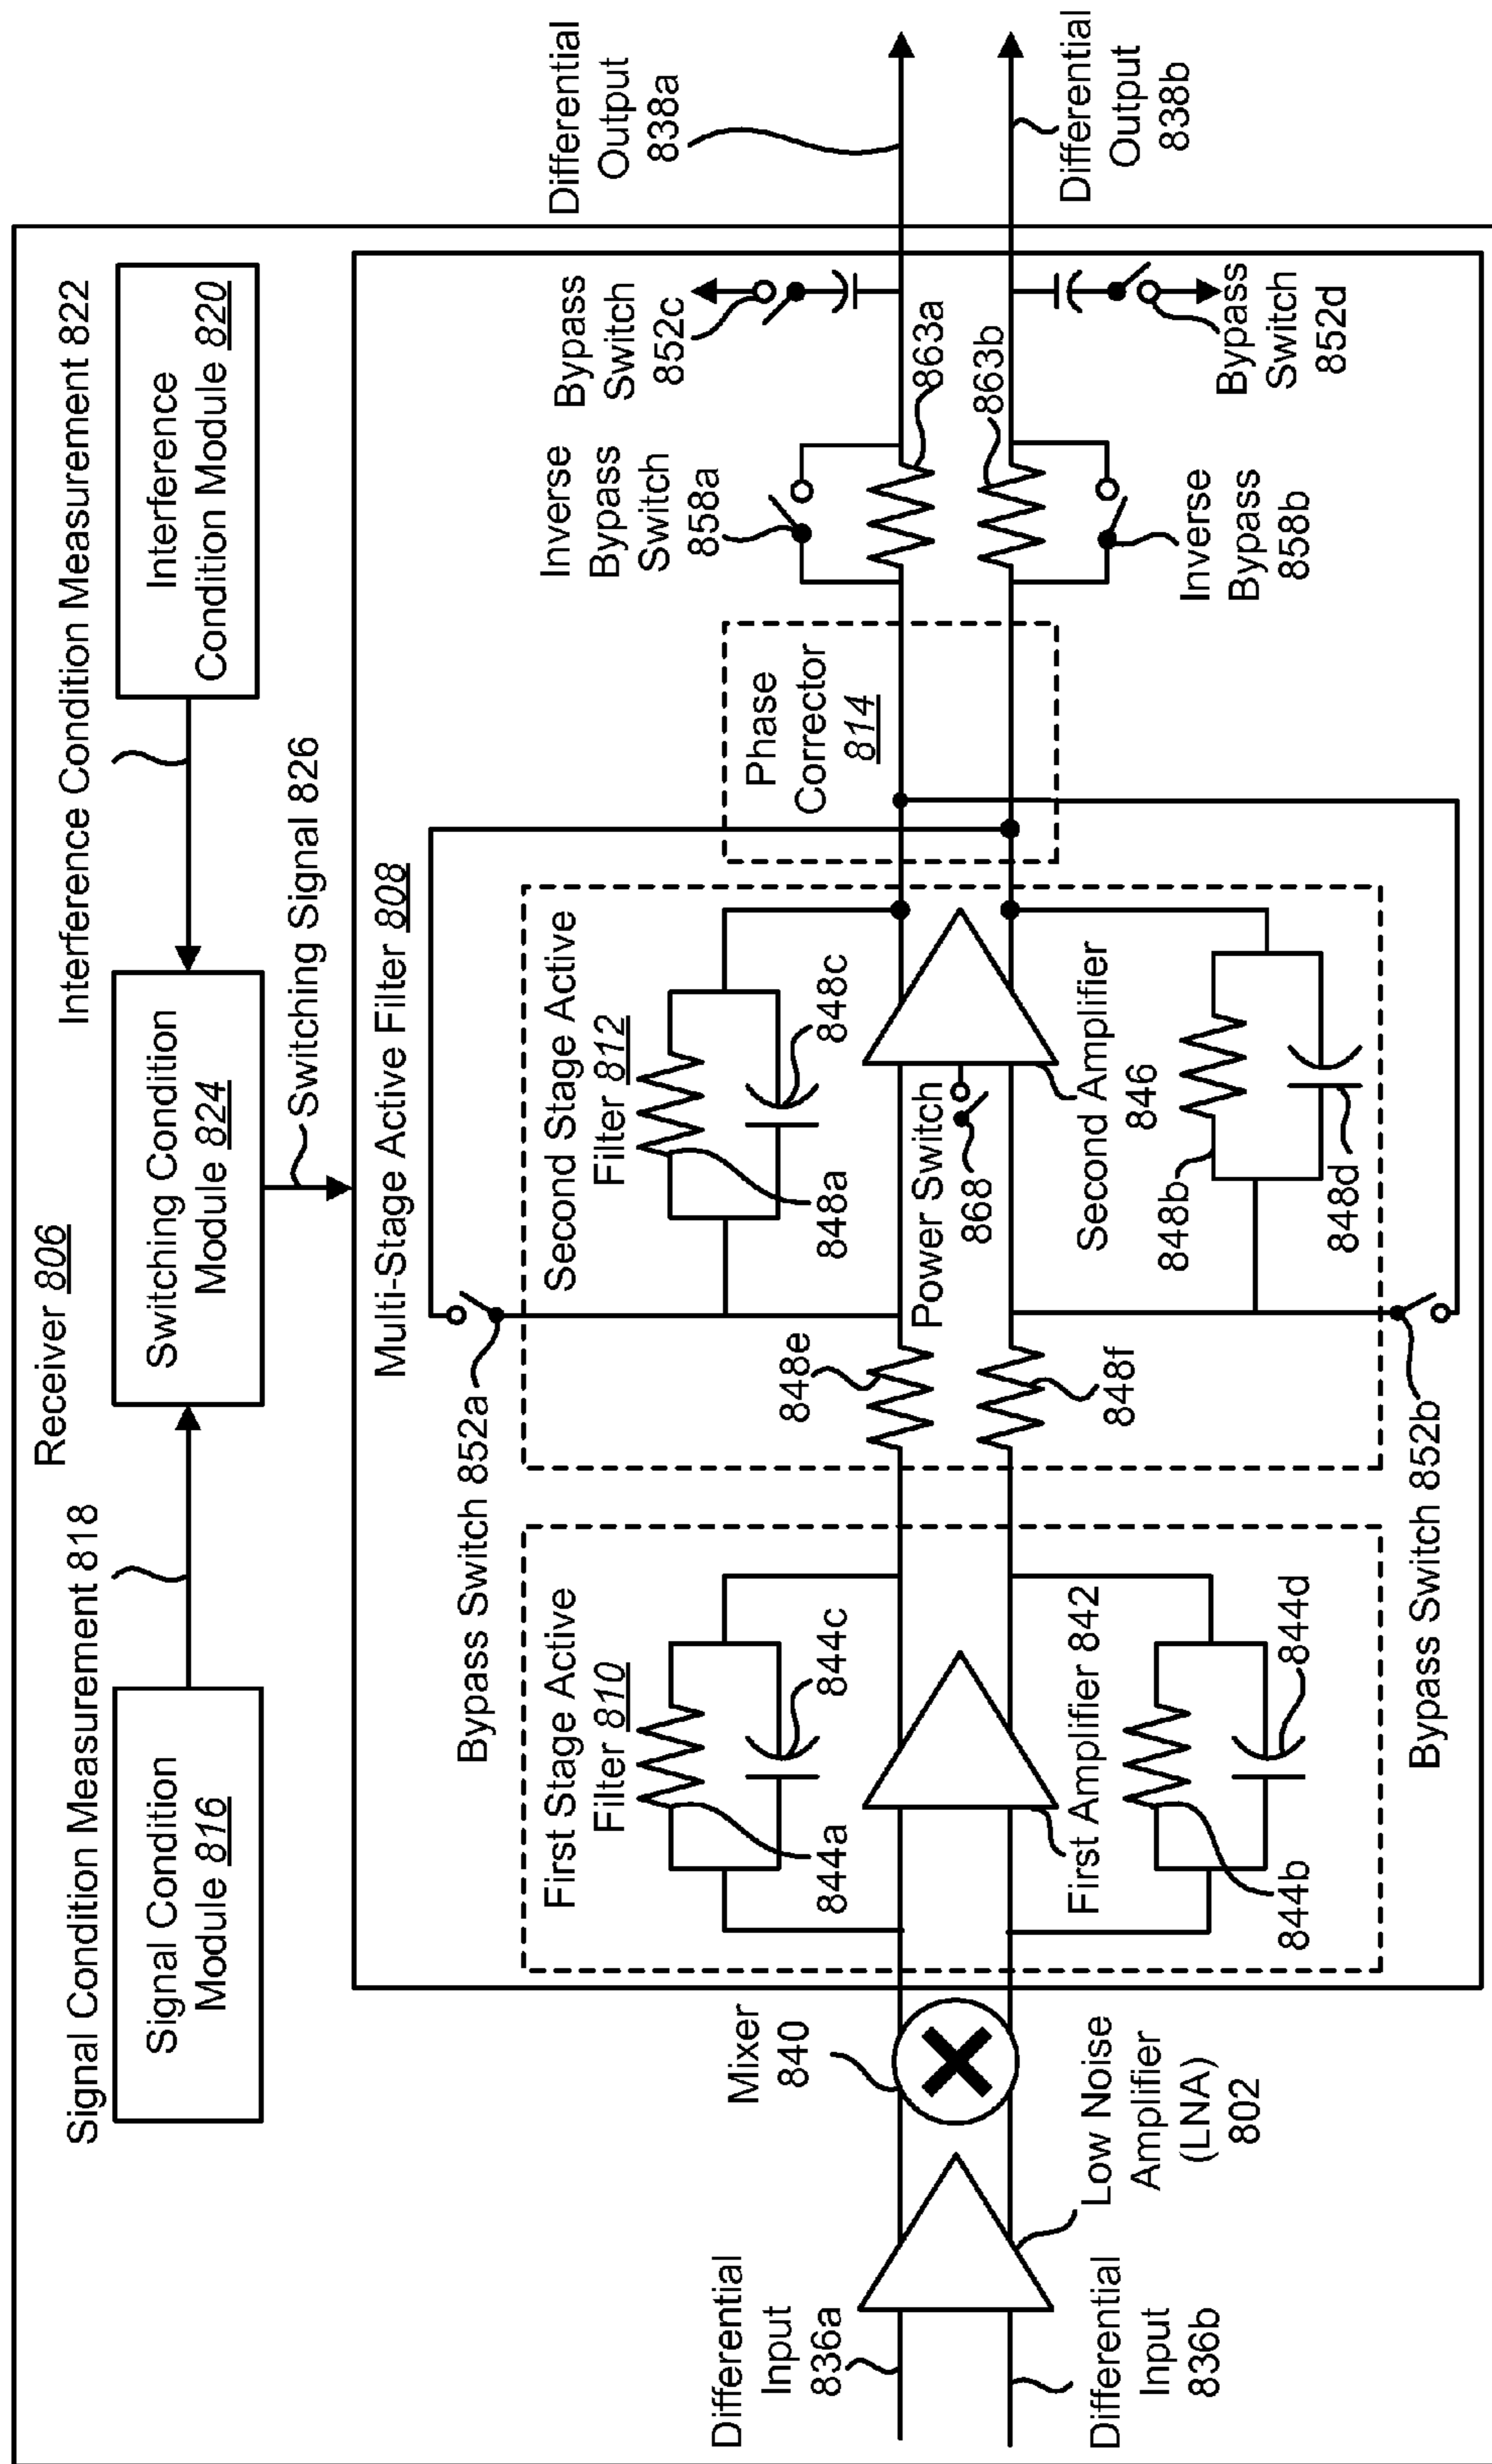 Receiver 806
Signal Condition Measurement 818
Interference Condition Measurement 822
Signal Condition
Module 816
Switching Condition
Module 824
Interference
Condition Module 820
Switching Signal 826
Multi-Stage Active Filter 808
Bypass Switch 852a
First Stage Active
Filter 810
844a
844c
First Amplifier 842
844b
844d
Second Stage Active
Filter 812
848a
848c
848e
848f
Power Switch
868
Second Amplifier
846
848b
848d
Bypass Switch 852b
Phase
Corrector
814
Inverse
Bypass
Switch
858a
Bypass
Switch
852c
863a
863b
Inverse
Bypass
858b
Bypass
Switch
852d
Differential
Output
838a
Differential
Output
838b
Mixer
840
Low Noise
Amplifier
(LNA)
802
Differential
Input
836a
Differential
Input
836b